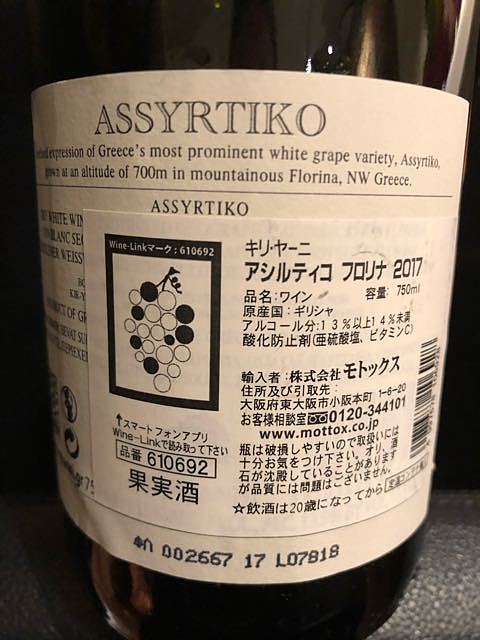 ASSYRTIKO
expression of Greece's most prominent white grape variety, Assyrtiko,
at an altitude of 700m in mountainous Florina, NW Greece.
ASSYRTIKO
WHITE WIN
BLANC SEC
Wine-Linkマーク:610692
キリ・ヤーニ
アシルティコ フロリナ 2017
品名:ワイン 容量: 750ml
原産国:ギリシャ
アルコール分:13%以上14%未満
酸化防止剤(亜硫酸塩、ビタミンC)
輸入者:株式会社モトックス
住所及び引取先:
大阪府東大阪市小阪本町 1-6-20
お客様相談室 0120-344101
www.mottox.co.jp
瓶は破損しやすいので取扱いには
十分お気をつけ下さい。オリ、酒
石が沈殿していることがあります
が品質には問題はございません。
☆飲酒は20歳になってから
↑スマートフォンアプリ
Wine-Linkで読み取って下さい
品番 610692
果実酒
002667 17 L07818